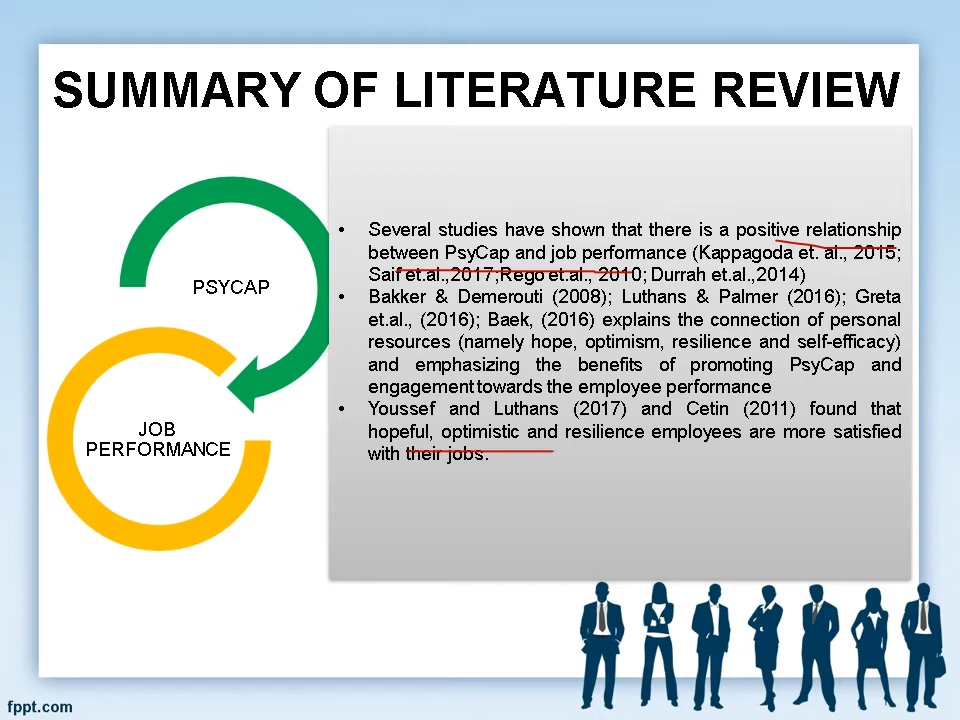 SUMMARY OF LITERATURE REVIEW
PSYCAP
JOB
PERFORMANCE
• Several studies have shown that there is a positive relationship
between PsyCap and job performance (Kappagoda et. al., 2015;
Saif et.al.,2017;Rego et.al., 2010; Durrah et.al.,2014)
• Bakker & Demerouti (2008); Luthans & Palmer (2016); Greta
et.al., (2016); Baek, (2016) explains the connection of personal
resources (namely hope, optimism, resilience and self-efficacy)
and emphasizing the benefits of promoting PsyCap and
engagement towards the employee performance
• Youssef and Luthans (2017) and Cetin (2011) found that
hopeful, optimistic and resilience employees are more satisfied
with their jobs.
fppt.com